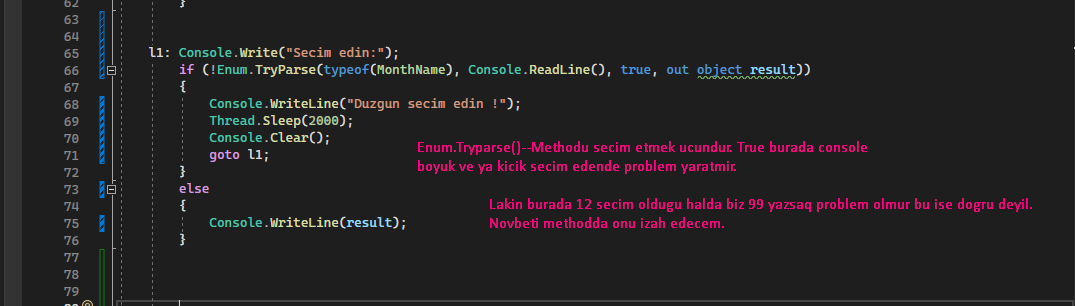 62 }
63
64
65 l1: Console.Write("Secim edin:");
66 if (!Enum.TryParse(typeof(MonthName), Console.ReadLine(), true, out object result))
67 {
68 Console.WriteLine("Duzgun secim edin !");
69 Thread.Sleep(2000);
70 Console.Clear();
71 goto l1;
Enum.Tryparse()--Methodu secim etmek ucundur. True burada console
boyuk ve ya kicik secim edende problem yaratmir.
72 }
73 else
74 {
75 Console.WriteLine(result);
76 }
Lakin burada 12 secim oldugu halda biz 99 yazsaq problem olmur bu ise dogru deyil.
Novbeti methodda onu izah edecem.
77
78
79